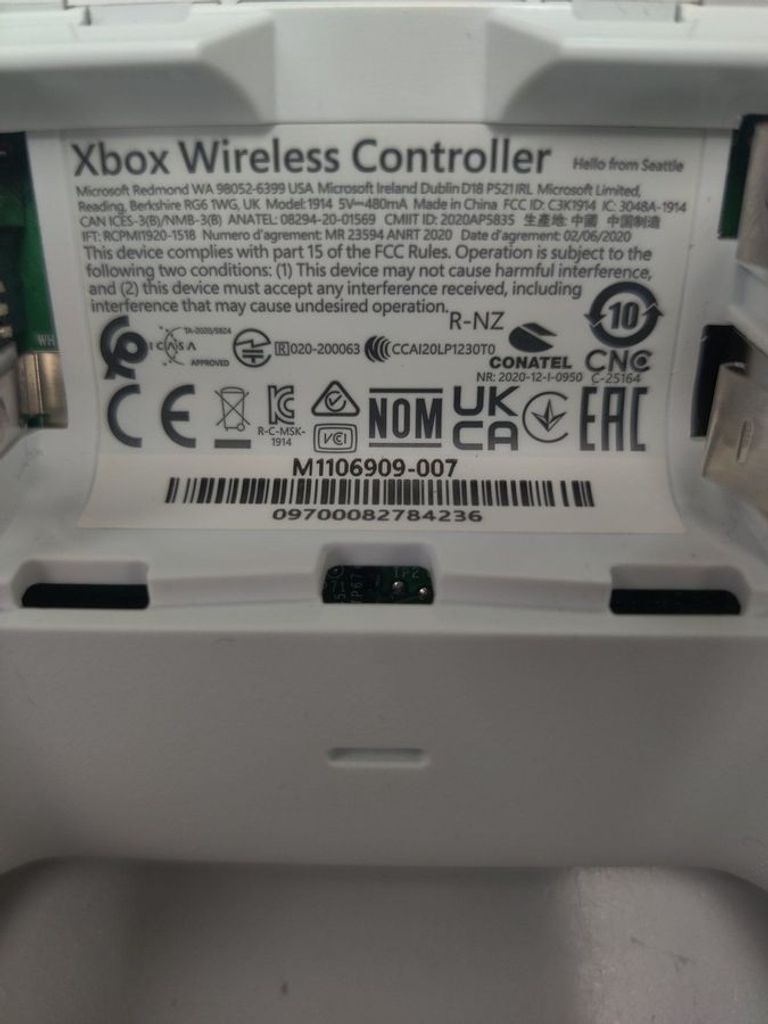 Xbox Wireless Controller Hello from Seattle
Microsoft Redmond WA 98052-6399 USA Microsoft Ireland Dublin D18 P521 IRL Microsoft Limited,
Reading, Berkshire RG6 1WG, UK Model: 1914 5V⎓480mA Made in China FCC ID: C3K1914 IC: 3048A-1914
CAN ICES-3(B)/NMB-3(B) ANATEL: 08294-20-01569 CMIIT ID: 2020AP5835 生產地: 中國 中国制造
IFT: RCPMI1920-1518 Numero d'agrement: MR 23594 ANRT 2020 Date d'agrement: 02/06/2020
This device complies with part 15 of the FCC Rules. Operation is subject to the
following two conditions: (1) This device may not cause harmful interference,
and (2) this device must accept any interference received, including
interference that may cause undesired operation.
R-NZ
10
TA-2020/5824
ICASA
APPROVED
R 020-200063
CCAI20LP1230T0
CONATEL
NR: 2020-12-I-0950
CNC
C-25164
CE
R-C-MSK-
1914
VCI
NOM
UK
CA
EAC
M1106909-007
09700082784236
WH